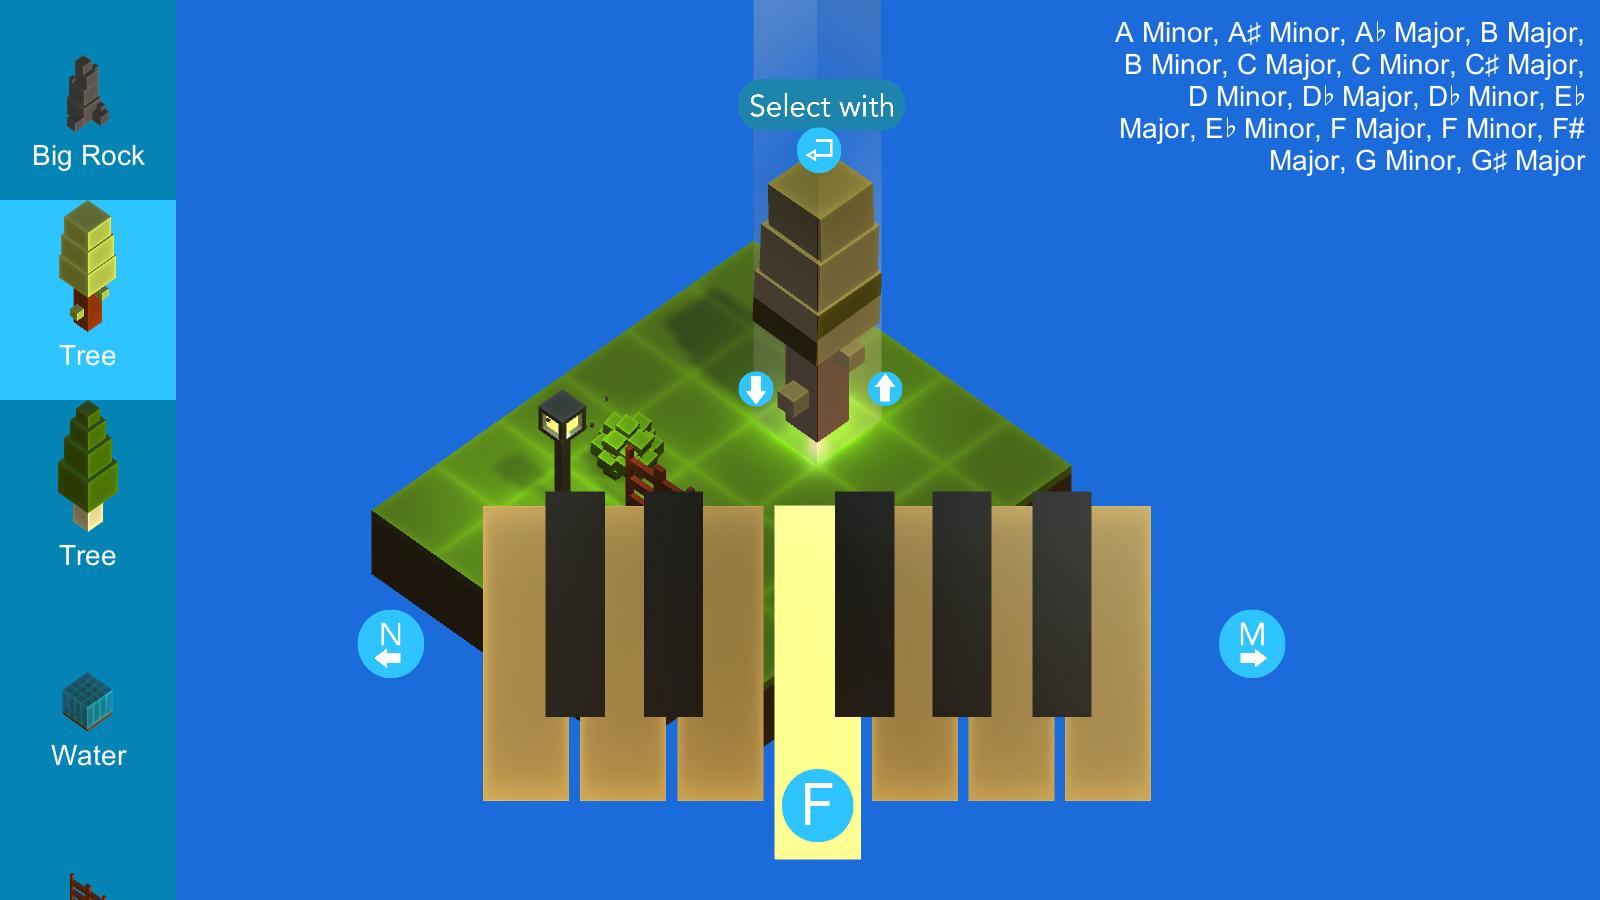 A Minor, A♯ Minor, A♭ Major, B Major,
B Minor, C Major, C Minor, C♯ Major,
D Minor, D♭ Major, D♭ Minor, E♭
Major, E♭ Minor, F Major, F Minor, F#
Major, G Minor, G♯ Major
Select with
Big Rock
Tree
Tree
Water
N
M
F